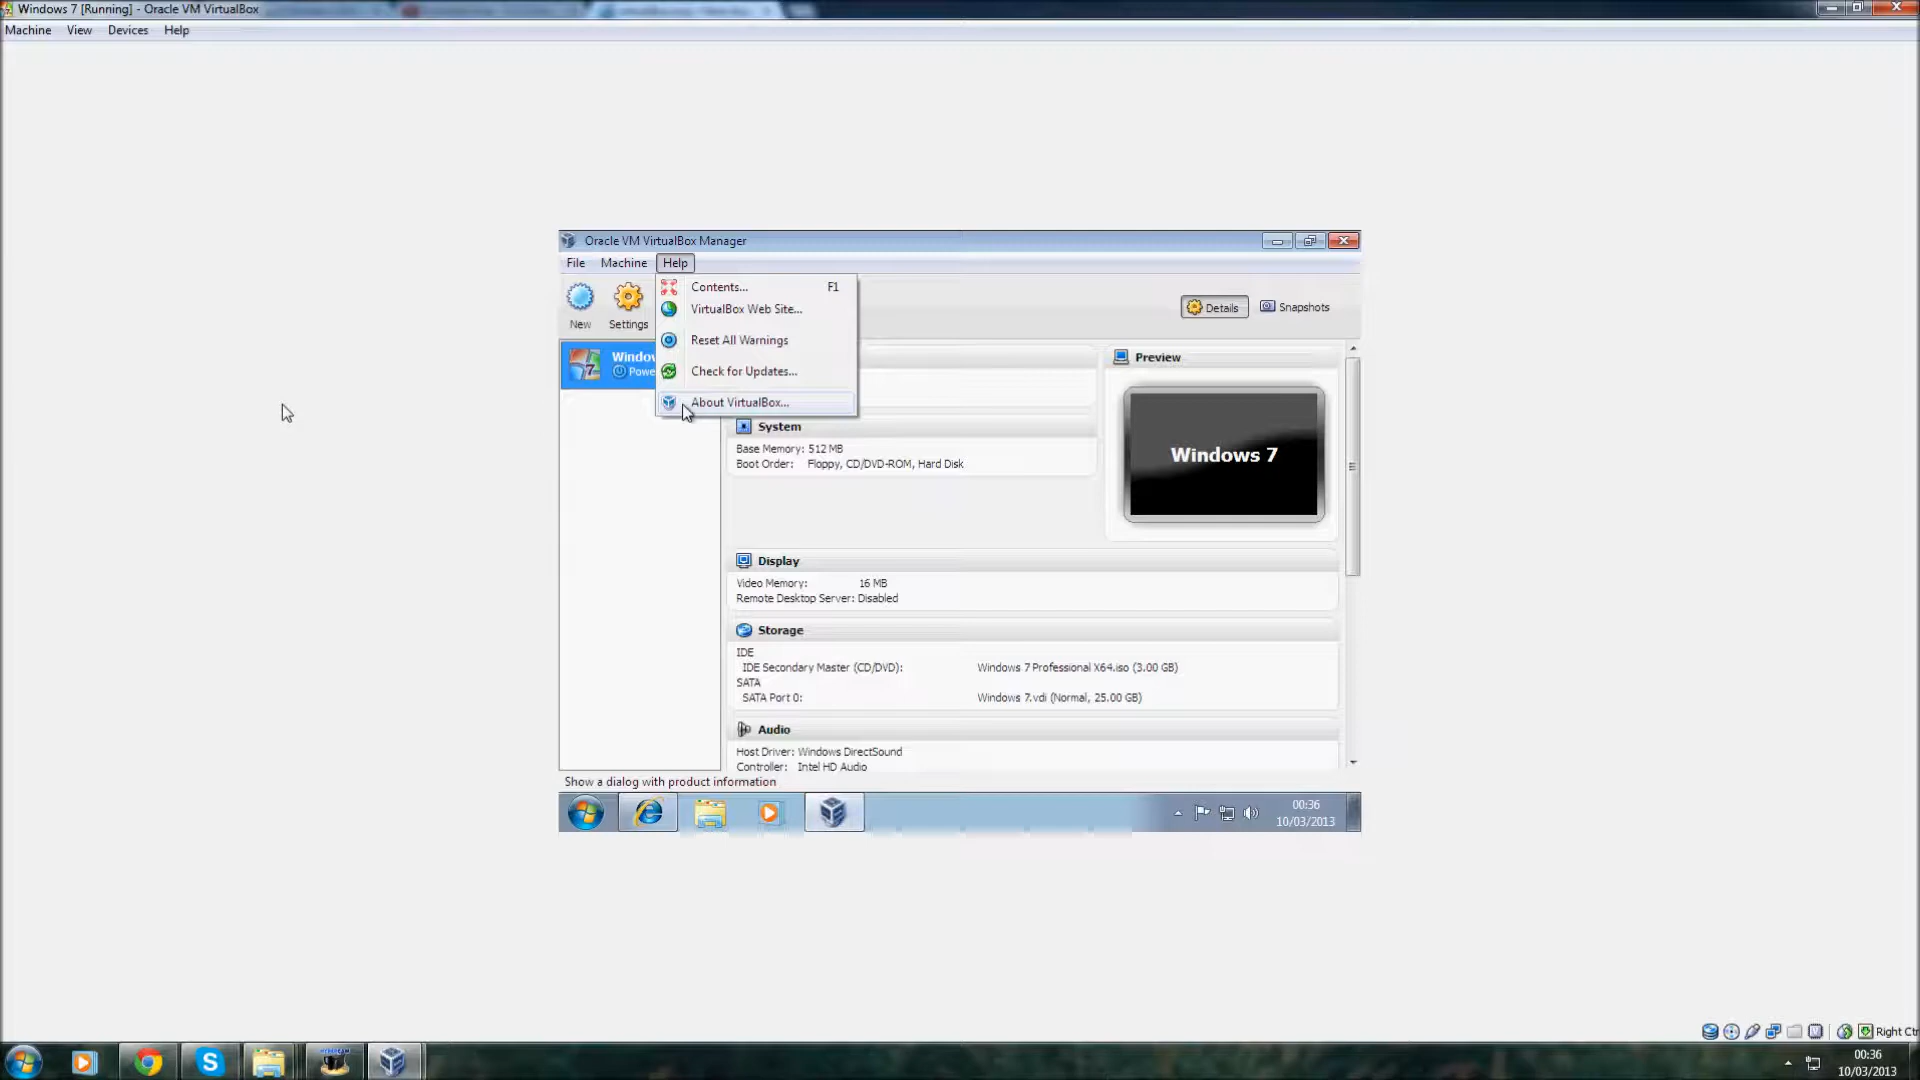 Windows 7 [Running] - Oracle VM VirtualBox
Machine View Devices Help
Oracle VM VirtualBox Manager
File Machine Help
New Settings
Contents... F1
VirtualBox Web Site...
Reset All Warnings
Check for Updates...
About VirtualBox...
Details Snapshots
Preview
Windows 7
System
Base Memory: 512 MB
Boot Order: Floppy, CD/DVD-ROM, Hard Disk
Display
Video Memory: 16 MB
Remote Desktop Server: Disabled
Storage
IDE
IDE Secondary Master (CD/DVD): Windows 7 Professional X64.iso (3.00 GB)
SATA
SATA Port 0: Windows 7.vdi (Normal, 25.00 GB)
Audio
Host Driver: Windows DirectSound
Controller: Intel HD Audio
Show a dialog with product information
00:36
10/03/2013
Right Ctr
00:36
10/03/2013